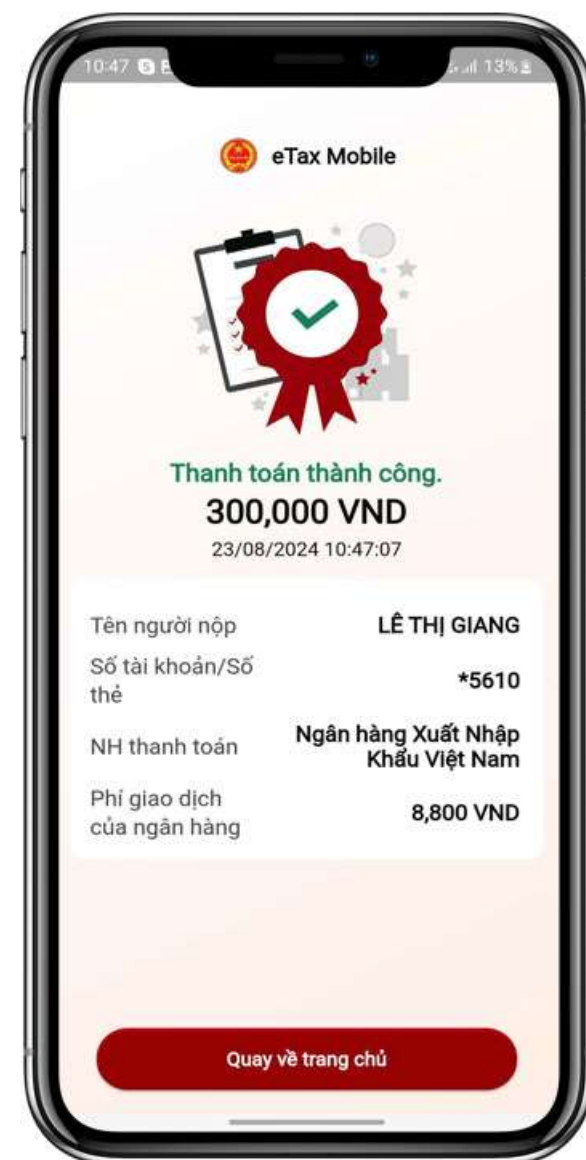 10:47
13%
eTax Mobile
Thanh toán thành công.
300,000 VND
23/08/2024 10:47:07
Tên người nộp
LÊ THỊ GIANG
Số tài khoản/Số
thẻ
*5610
NH thanh toán
Ngân hàng Xuất Nhập
Khẩu Việt Nam
Phí giao dịch
của ngân hàng
8,800 VND
Quay về trang chủ